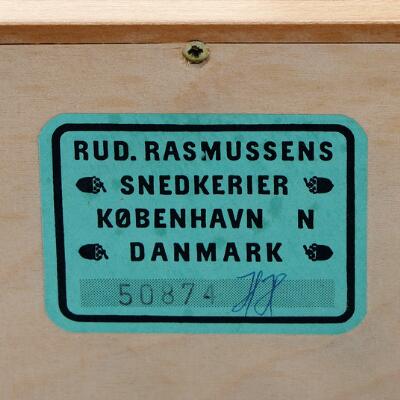 RUD. RASMUSSENS
SNEDKERIER
KØBENHAVN N
DANMARK
50874